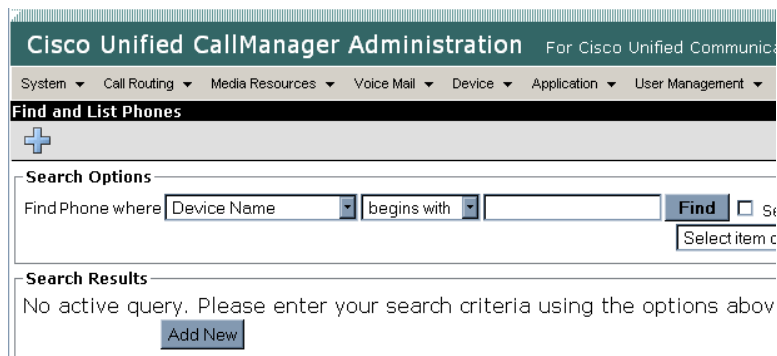 Cisco Unified CallManager Administration For Cisco Unified Communica
System Call Routing Media Resources Voice Mail Device Application User Management
Find and List Phones
Search Options
Find Phone where Device Name begins with Find Se
Select item o
Search Results
No active query. Please enter your search criteria using the options abov
Add New